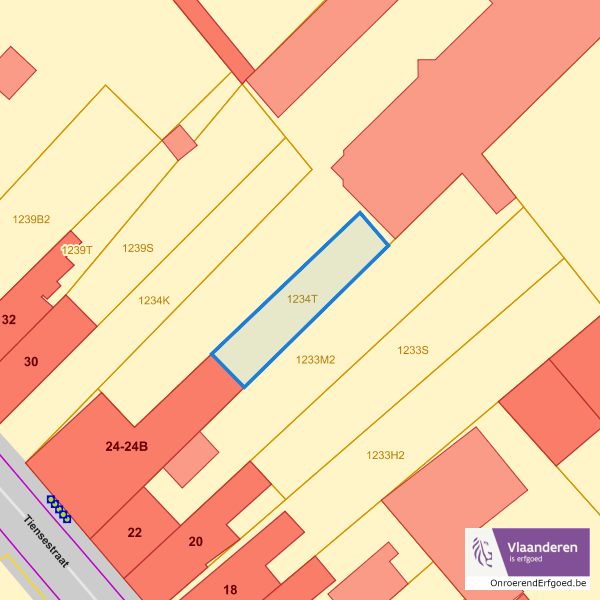 1239B2
1239T
1239S
1234K
1234T
1233M2
1233S
1233H2
32
30
24-24B
22
20
18
Tiensestraat
Vlaanderen
is erfgoed
OnroerendErfgoed.be